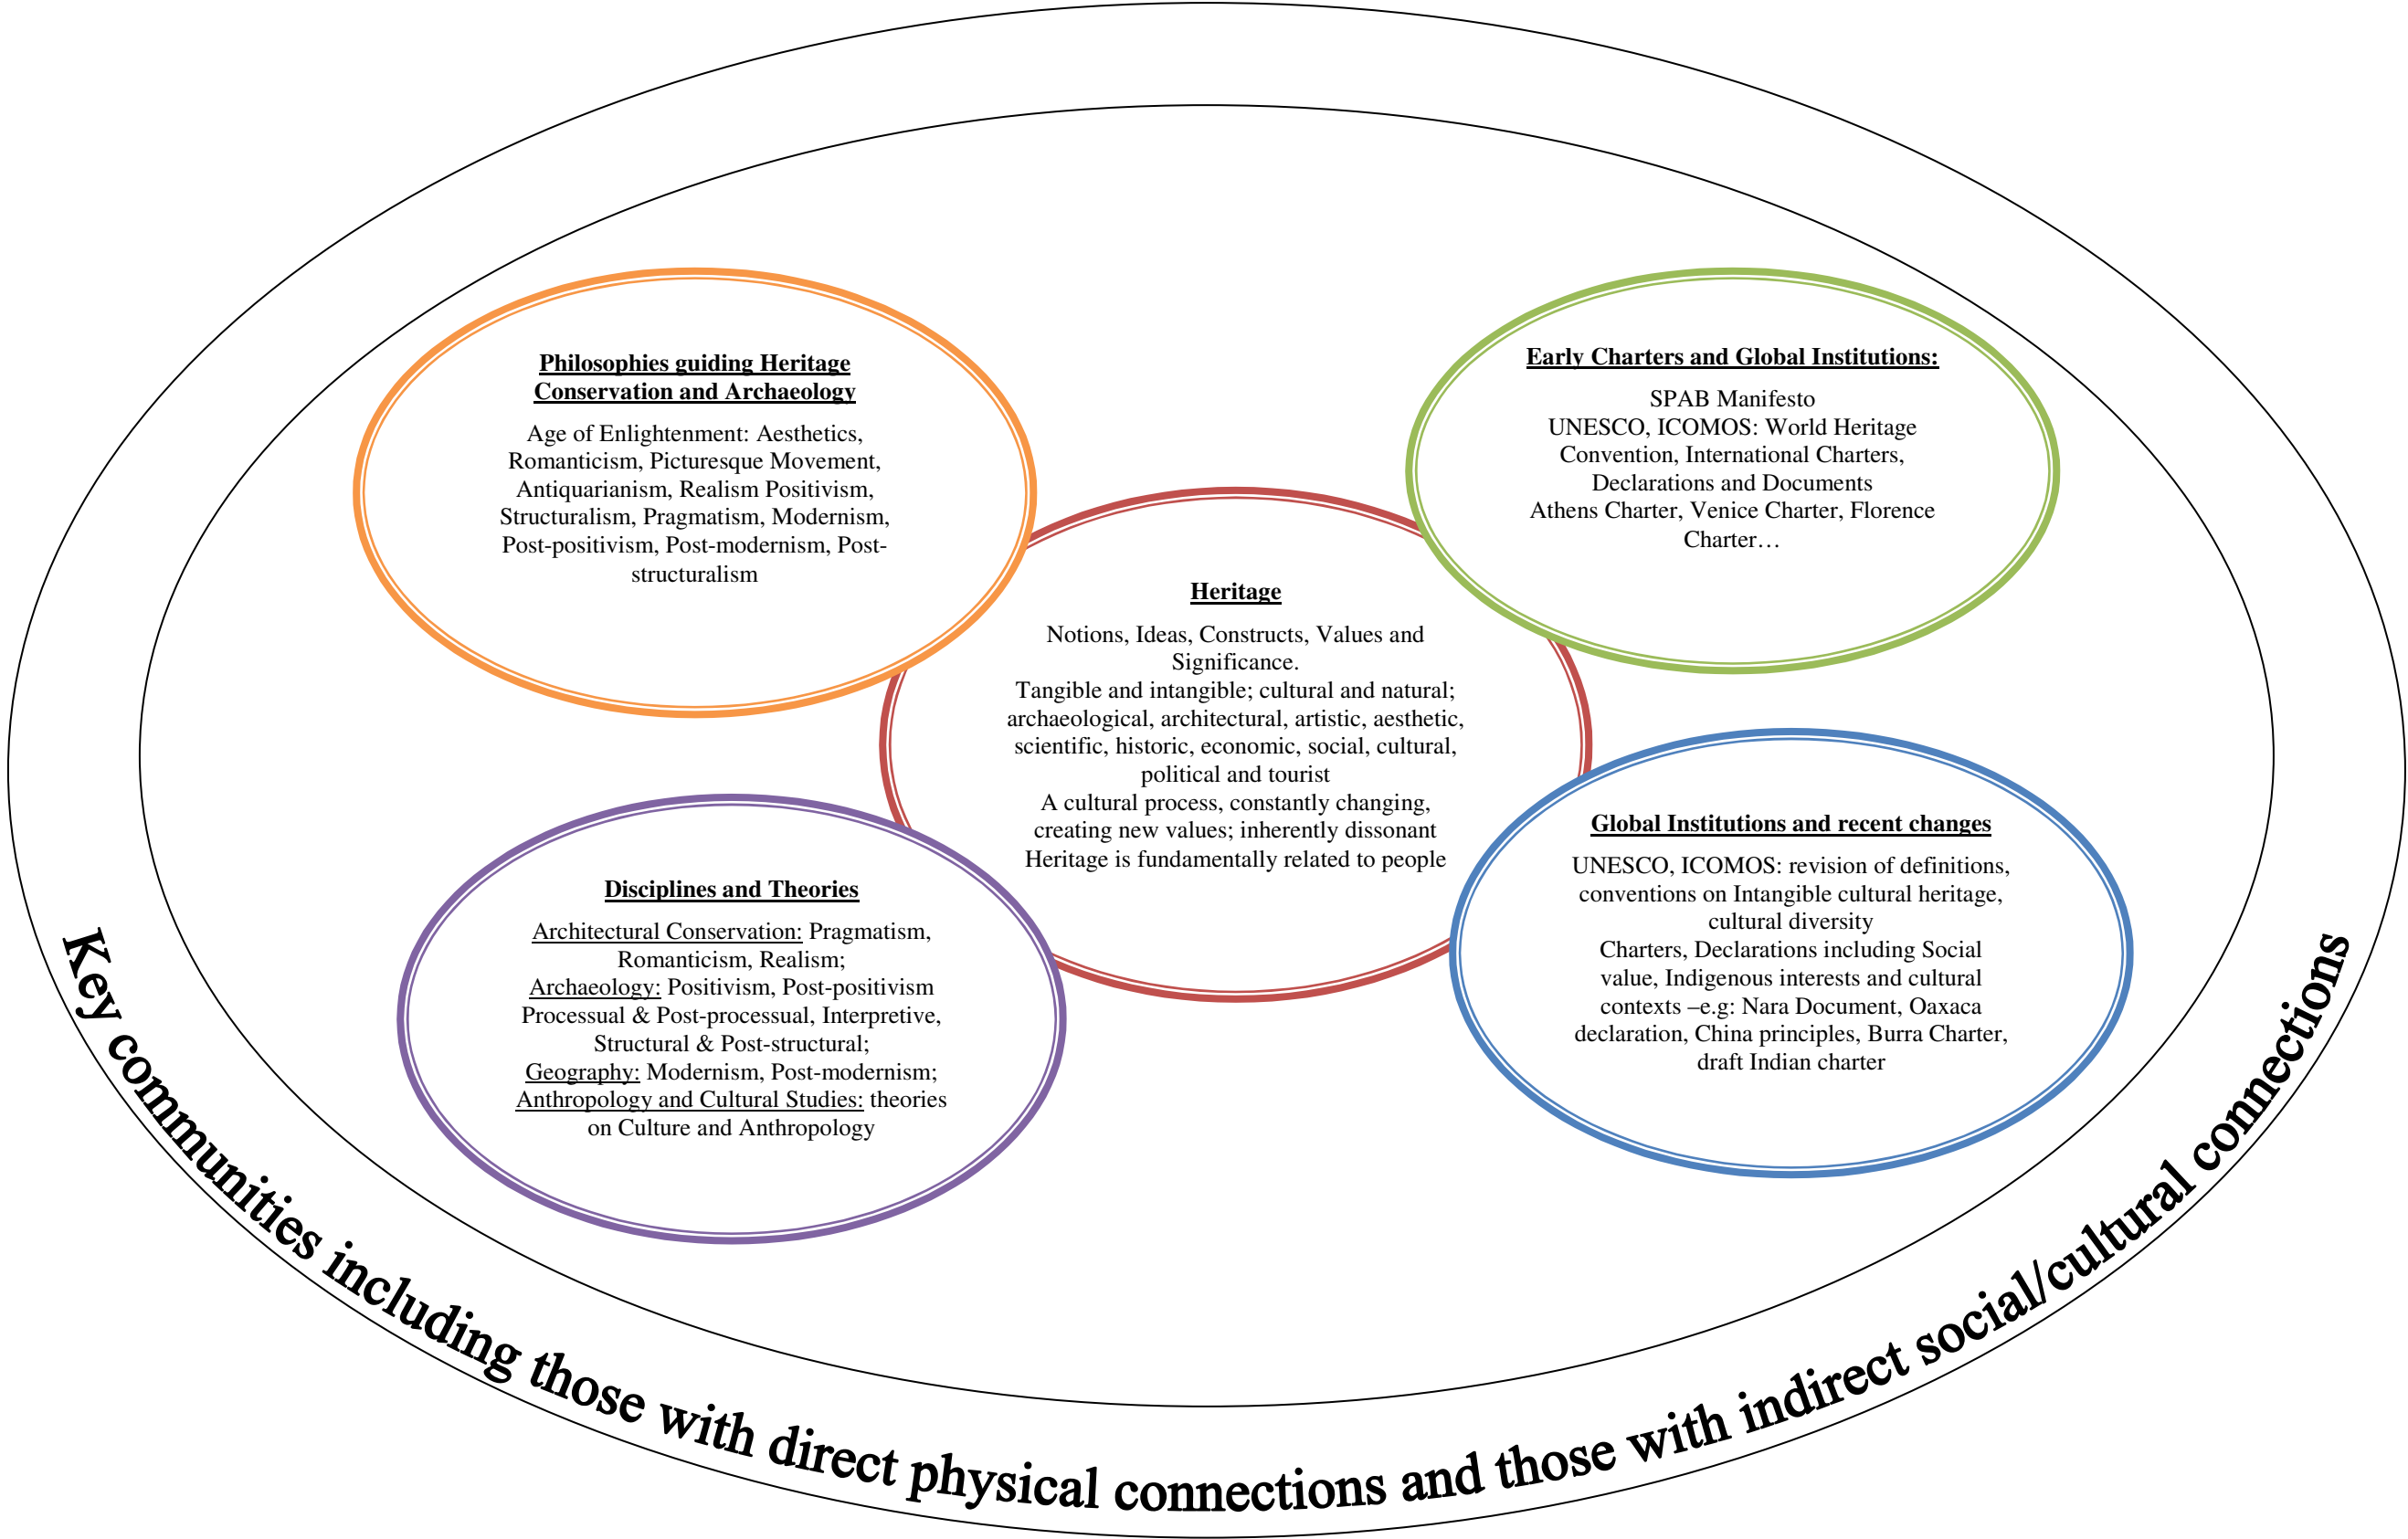 Philosophies guiding Heritage
Conservation and Archaeology
Age of Enlightenment: Aesthetics,
Romanticism, Picturesque Movement,
Antiquarianism, Realism Positivism,
Structuralism, Pragmatism, Modernism,
Post-positivism, Post-modernism, Post-
structuralism
Early Charters and Global Institutions:
SPAB Manifesto
UNESCO, ICOMOS: World Heritage
Convention, International Charters,
Declarations and Documents
Athens Charter, Venice Charter, Florence
Charter…
Heritage
Notions, Ideas, Constructs, Values and
Significance.
Tangible and intangible; cultural and natural;
archaeological, architectural, artistic, aesthetic,
scientific, historic, economic, social, cultural,
political and tourist
A cultural process, constantly changing,
creating new values; inherently dissonant
Heritage is fundamentally related to people
Disciplines and Theories
Architectural Conservation: Pragmatism,
Romanticism, Realism;
Archaeology: Positivism, Post-positivism
Processual & Post-processual, Interpretive,
Structural & Post-structural;
Geography: Modernism, Post-modernism;
Anthropology and Cultural Studies: theories
on Culture and Anthropology
Global Institutions and recent changes
UNESCO, ICOMOS: revision of definitions,
conventions on Intangible cultural heritage,
cultural diversity
Charters, Declarations including Social
value, Indigenous interests and cultural
contexts –e.g: Nara Document, Oaxaca
declaration, China principles, Burra Charter,
draft Indian charter
Key communities including those with direct physical connections and those with indirect social/cultural connections